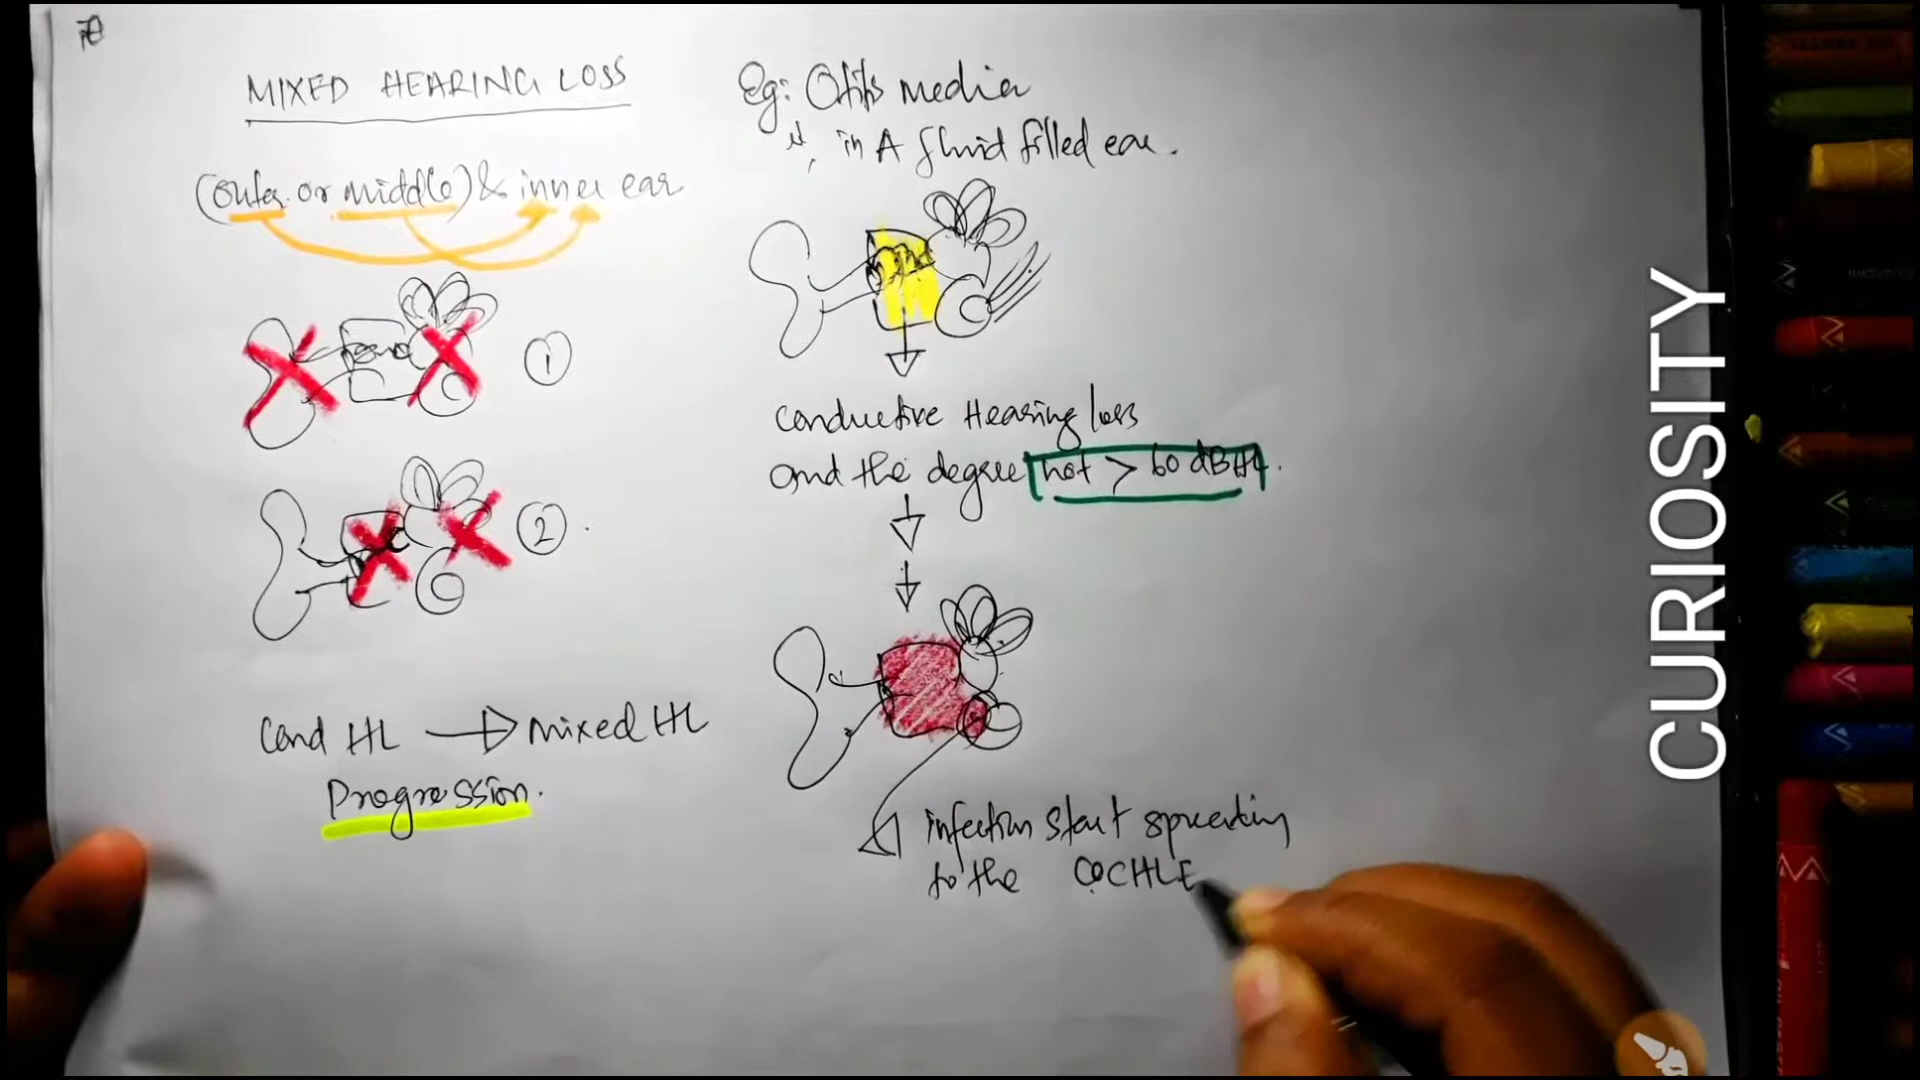 MIXED HEARING LOSS
(outer or middle) & inner ear
1
2
Cond HL → mixed HL
Progression.
Eg: Otitis media
in A fluid filled ear.
conductive Hearing loss
and the degree not > 60 dBHL.
infection start spreading
to the COCHLE
CURIOSITY